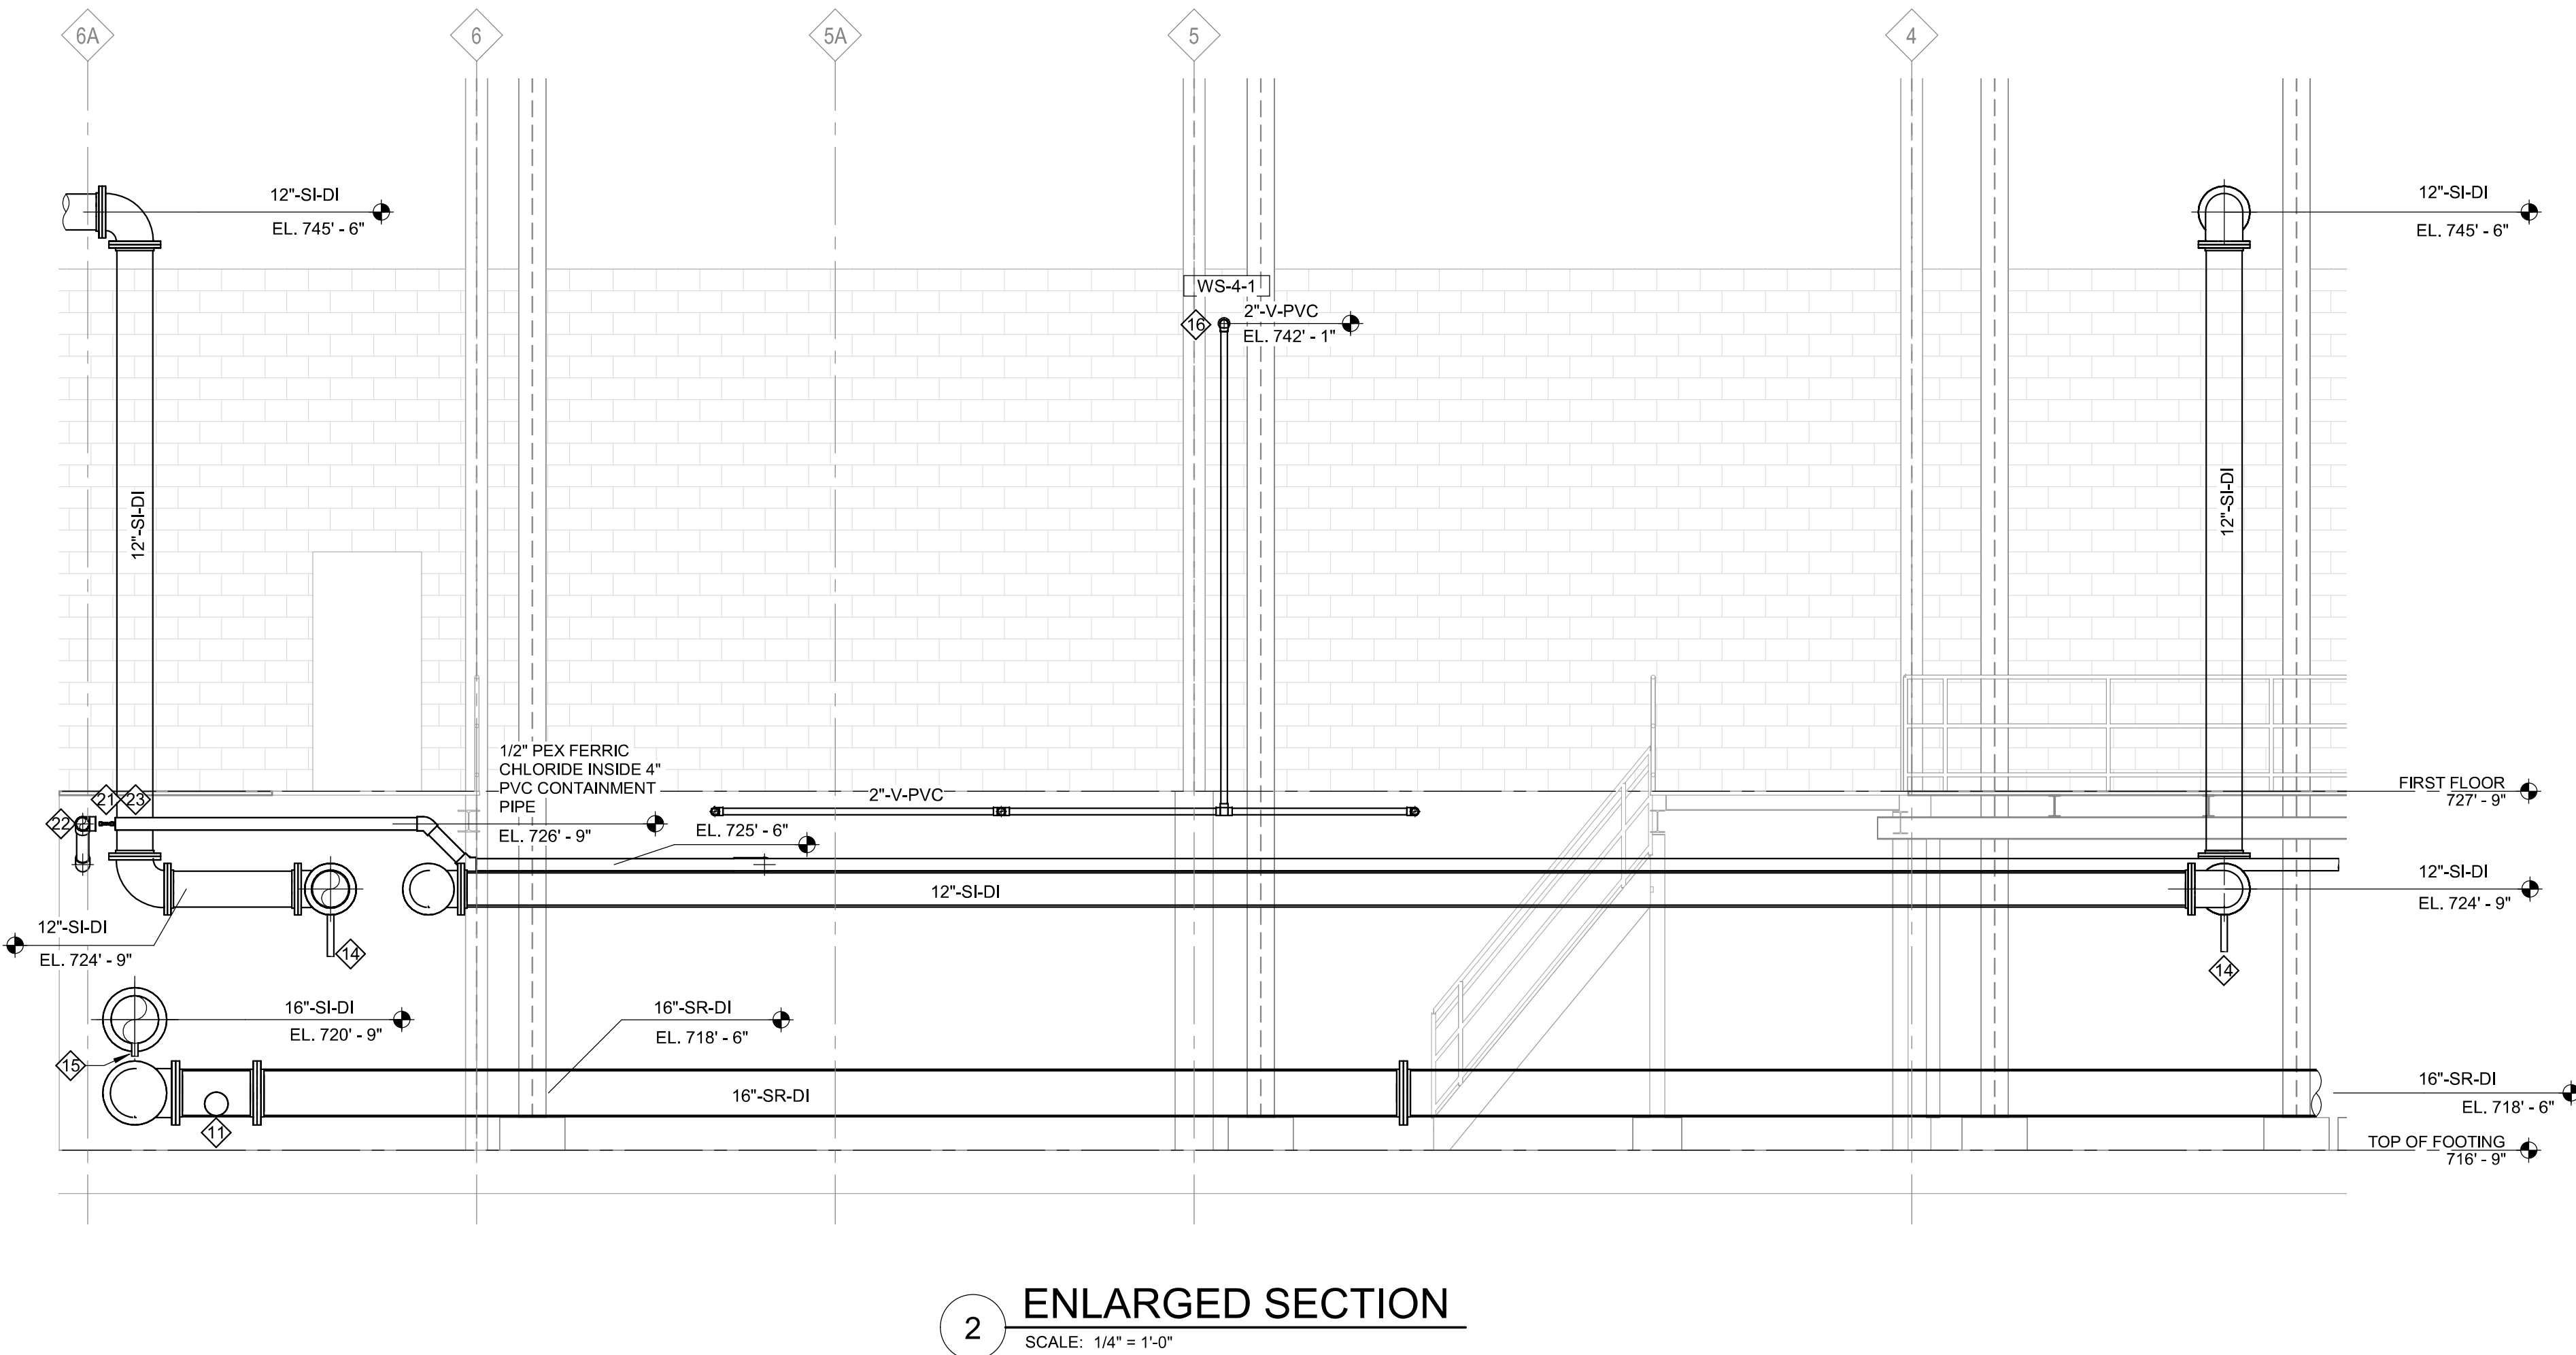 6A
6
5A
5
4
12"-SI-DI
EL. 745' - 6"
12"-SI-DI
EL. 745' - 6"
WS-4-1
16
2"-V-PVC
EL. 742' - 1"
12"-SI-DI
12"-SI-DI
1/2" PEX FERRIC
CHLORIDE INSIDE 4"
PVC CONTAINMENT
PIPE
EL. 726' - 9"
2"-V-PVC
EL. 725' - 6"
FIRST FLOOR
727' - 9"
21
23
22
12"-SI-DI
12"-SI-DI
EL. 724' - 9"
12"-SI-DI
EL. 724' - 9"
14
14
16"-SI-DI
EL. 720' - 9"
16"-SR-DI
EL. 718' - 6"
15
16"-SR-DI
16"-SR-DI
EL. 718' - 6"
11
TOP OF FOOTING
716' - 9"
2
ENLARGED SECTION
SCALE: 1/4" = 1'-0"